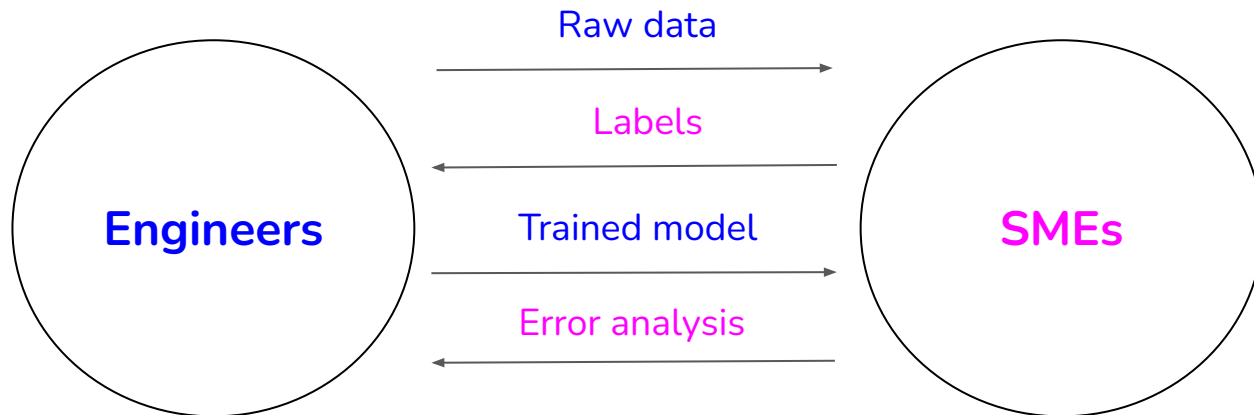 Raw data
Labels
Engineers
Trained model
SMEs
Error analysis